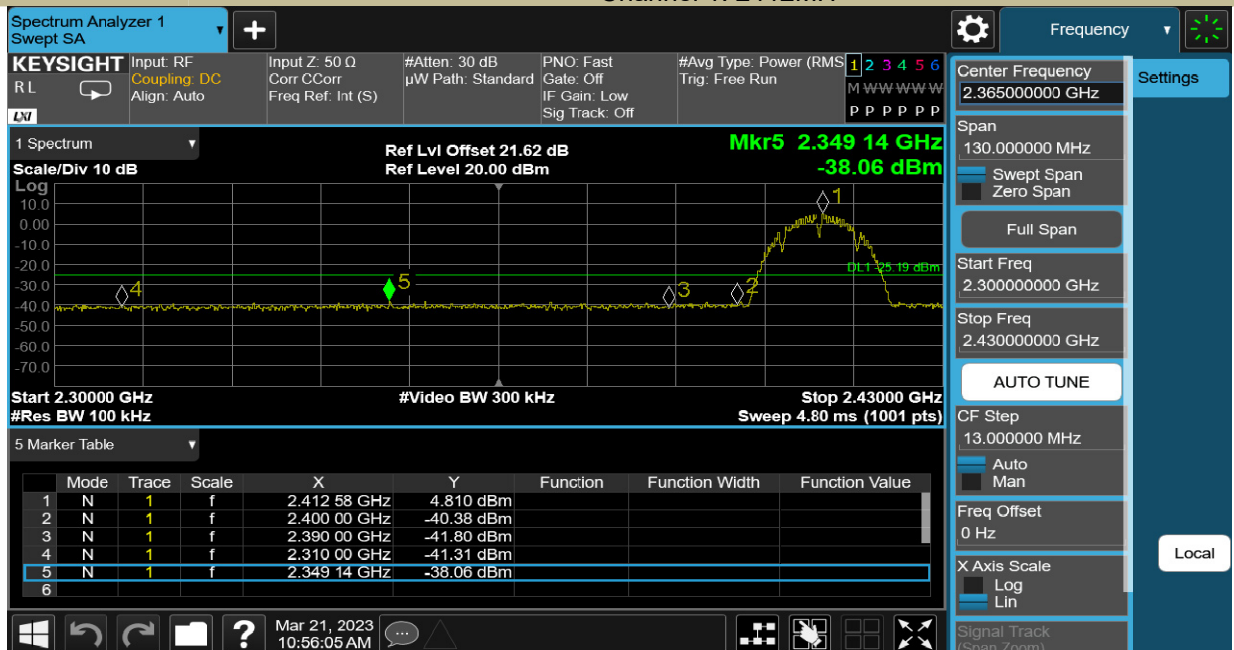 Spectrum Analyzer 1
Swept SA
+
Frequency
KEYSIGHT
RL
LXI
Input: RF
Coupling: DC
Align: Auto
Input Z: 50 Ω
Corr CCorr
Freq Ref: Int (S)
#Atten: 30 dB
µW Path: Standard
PNO: Fast
Gate: Off
IF Gain: Low
Sig Track: Off
#Avg Type: Power (RMS
Trig: Free Run
1 2 3 4 5 6
M W W W W W
P P P P P P
1 Spectrum
Scale/Div 10 dB
Ref Lvl Offset 21.62 dB
Ref Level 20.00 dBm
Mkr5 2.349 14 GHz
-38.06 dBm
Log
10.0
0.00
-10.0
-20.0
-30.0
-40.0
-50.0
-60.0
-70.0
1
DL1 -25.19 dBm
4
5
3
2
Start 2.30000 GHz
#Video BW 300 kHz
Stop 2.43000 GHz
#Res BW 100 kHz
Sweep 4.80 ms (1001 pts)
5 Marker Table
Mode Trace Scale X Y Function Function Width Function Value
1 N 1 f 2.412 58 GHz 4.810 dBm
2 N 1 f 2.400 00 GHz -40.38 dBm
3 N 1 f 2.390 00 GHz -41.80 dBm
4 N 1 f 2.310 00 GHz -41.31 dBm
5 N 1 f 2.349 14 GHz -38.06 dBm
6
?
Mar 21, 2023
10:56:05 AM
Center Frequency
2.365000000 GHz
Settings
Span
130.000000 MHz
Swept Span
Zero Span
Full Span
Start Freq
2.300000000 GHz
Stop Freq
2.430000000 GHz
AUTO TUNE
CF Step
13.000000 MHz
Auto
Man
Freq Offset
0 Hz
X Axis Scale
Log
Lin
Local
Signal Track
(Span Zoom)